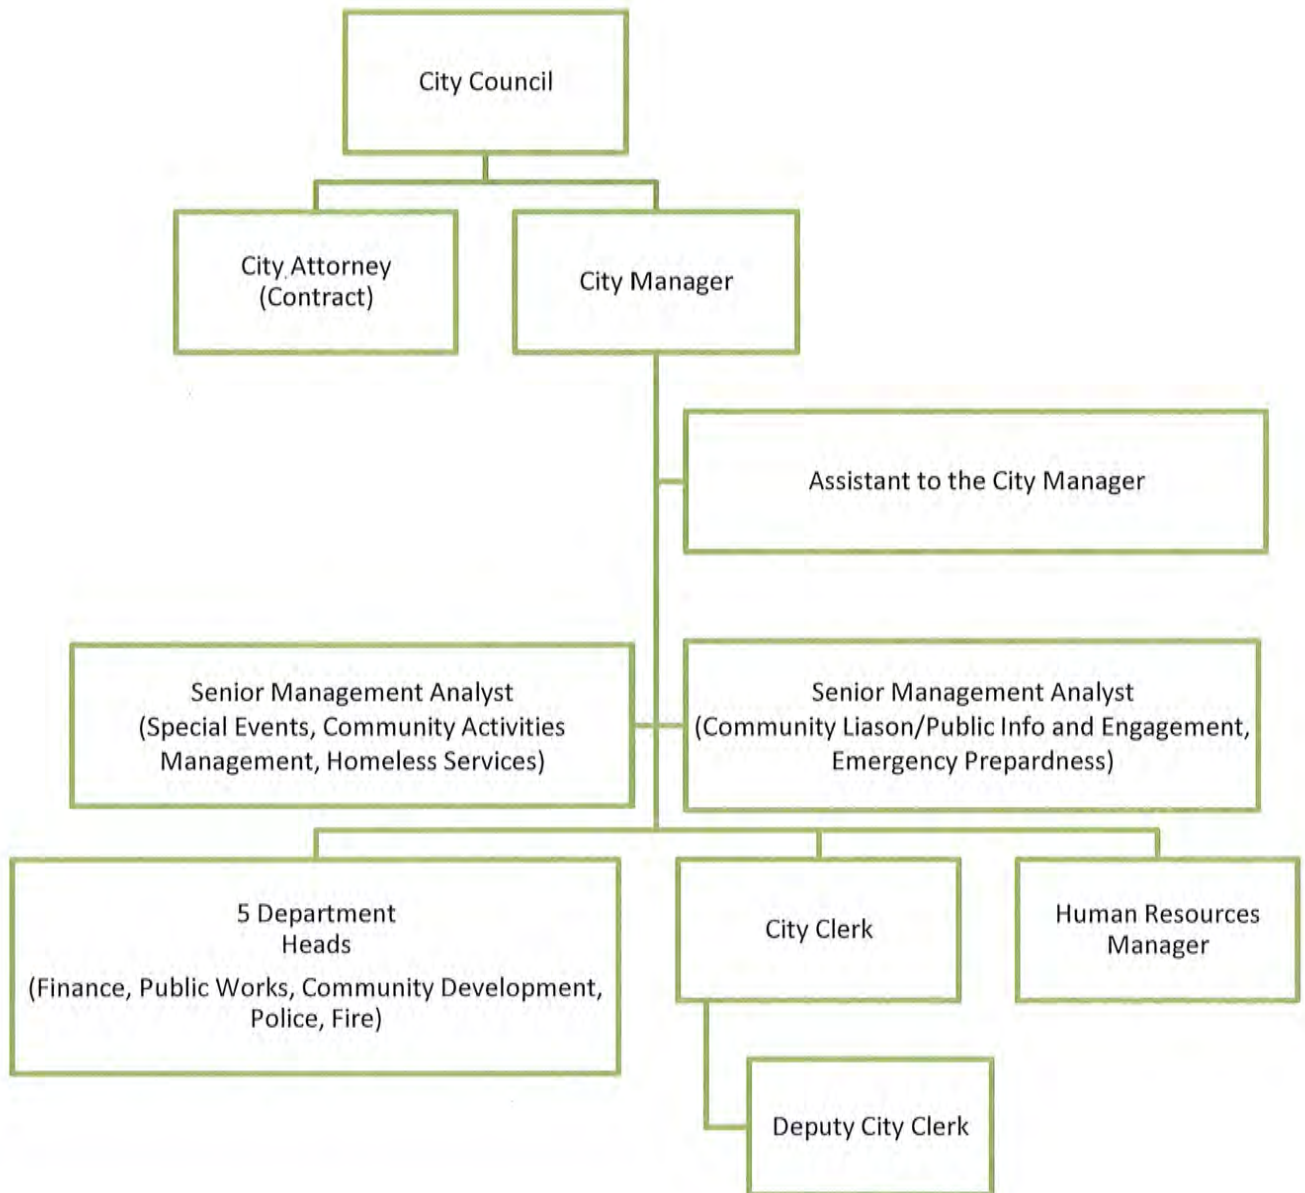 City Council
City Attorney
(Contract)
City Manager
Assistant to the City Manager
Senior Management Analyst
(Special Events, Community Activities
Management, Homeless Services)
Senior Management Analyst
(Community Liason/Public Info and Engagement,
Emergency Prepardness)
5 Department
Heads
(Finance, Public Works, Community Development,
Police, Fire)
City Clerk
Human Resources
Manager
Deputy City Clerk